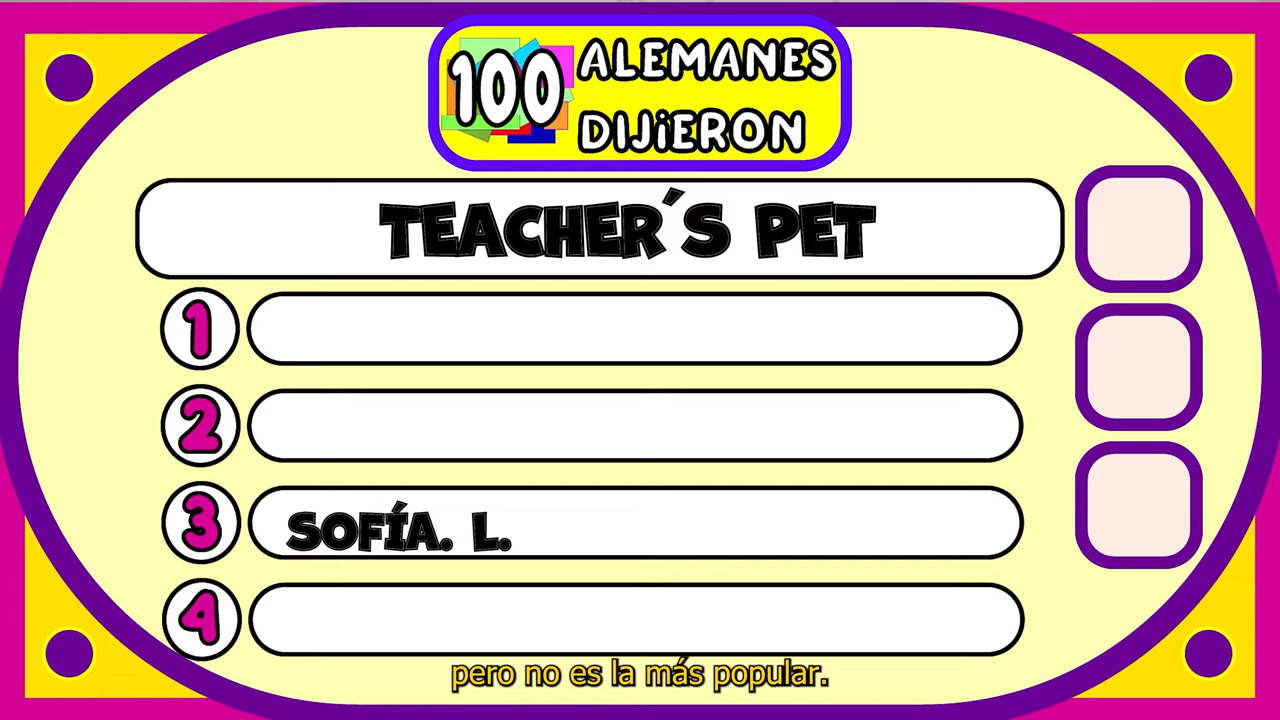 100 ALEMANES
DIJiERON
TEACHER´S PET
1
2
3 SOFÍA. L.
4
pero no es la más popular.